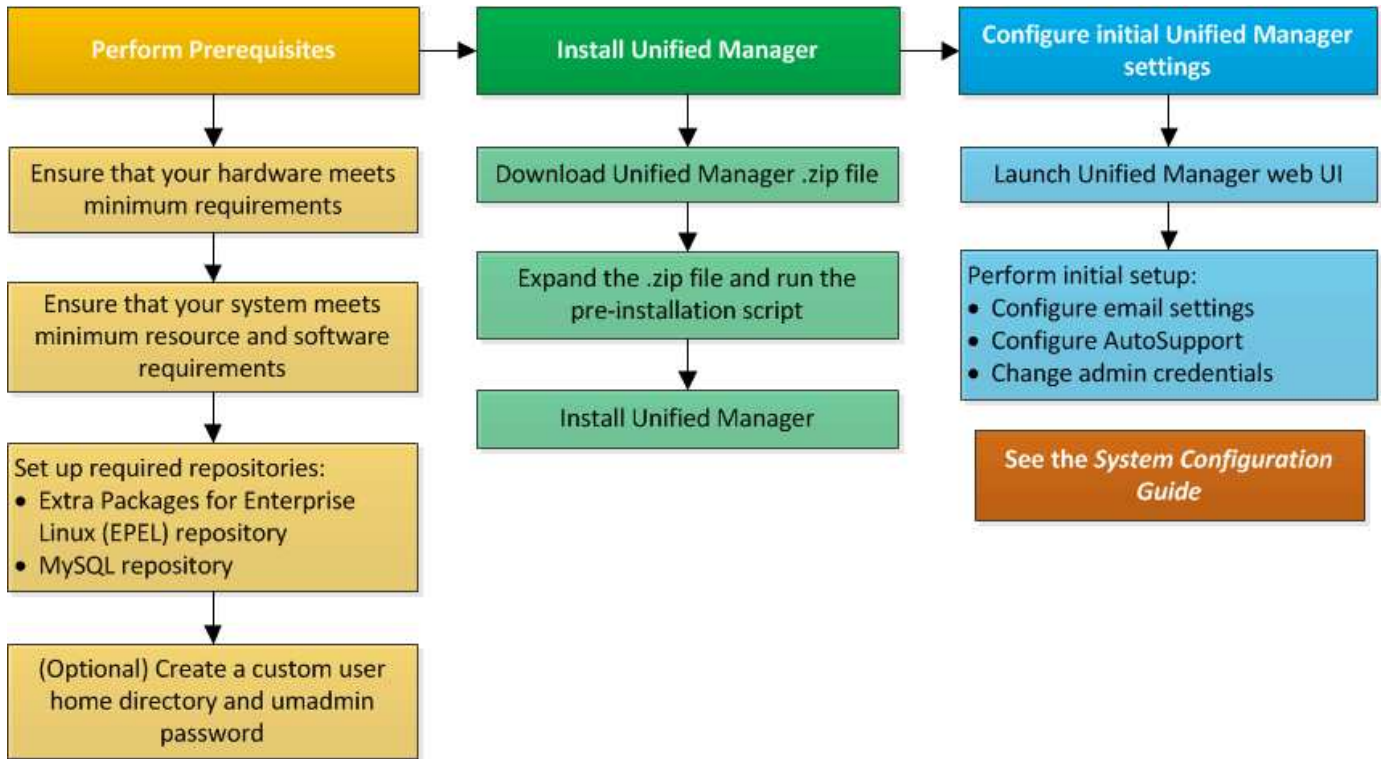 Perform Prerequisites
Ensure that your hardware meets
minimum requirements
Ensure that your system meets
minimum resource and software
requirements
Set up required repositories:
• Extra Packages for Enterprise
Linux (EPEL) repository
• MySQL repository
(Optional) Create a custom user
home directory and umadmin
password
Install Unified Manager
Download Unified Manager .zip file
Expand the .zip file and run the
pre-installation script
Install Unified Manager
Configure initial Unified Manager
settings
Launch Unified Manager web UI
Perform initial setup:
• Configure email settings
• Configure AutoSupport
• Change admin credentials
See the System Configuration
Guide